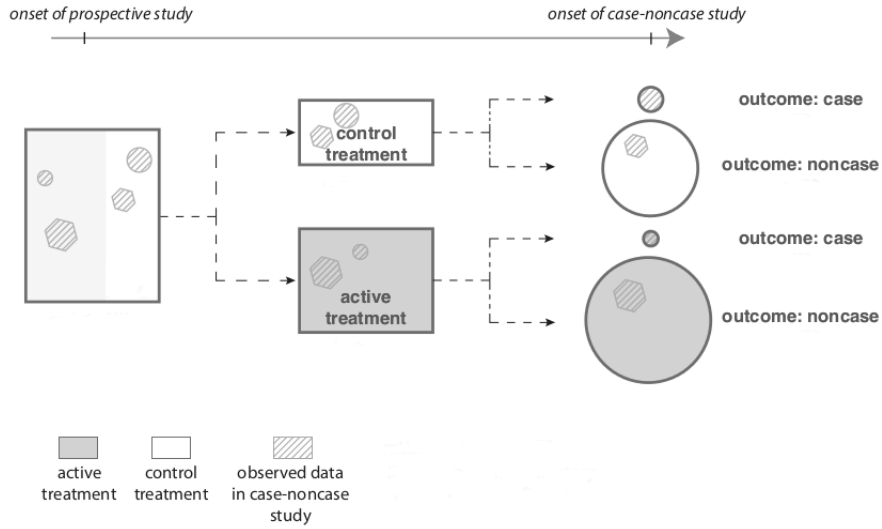 onset of prospective study
onset of case-noncase study
control
treatment
outcome: case
outcome: noncase
active
treatment
outcome: case
outcome: noncase
active
treatment
control
treatment
observed data
in case-noncase
study